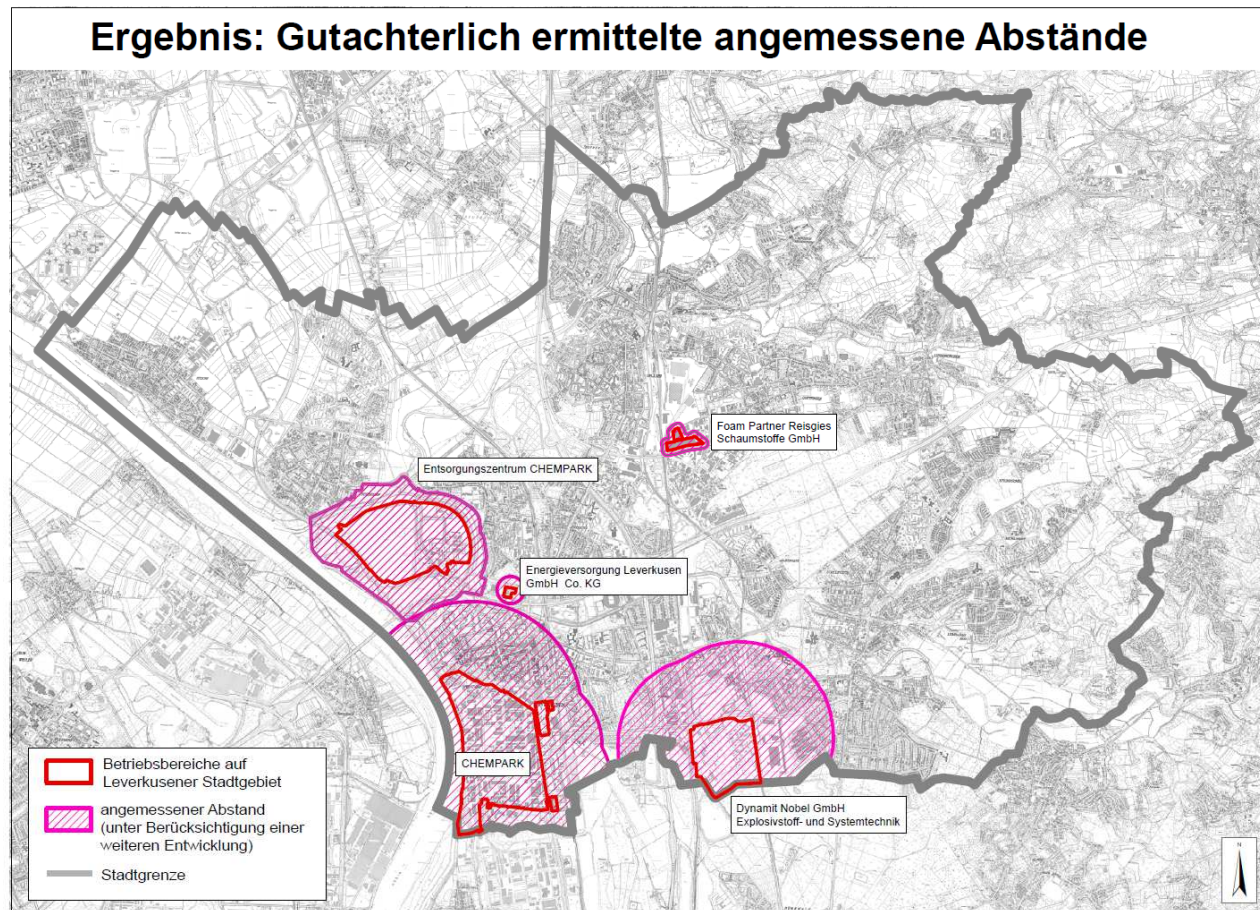 Ergebnis: Gutachterlich ermittelte angemessene Abstände
Foam Partner Reisgies
Schaumstoffe GmbH
Entsorgungszentrum CHEMPARK
Energieversorgung Leverkusen
GmbH Co. KG
CHEMPARK
Dynamit Nobel GmbH
Explosivstoff- und Systemtechnik
Betriebsbereiche auf
Leverkusener Stadtgebiet
angemessener Abstand
(unter Berücksichtigung einer
weiteren Entwicklung)
Stadtgrenze
N